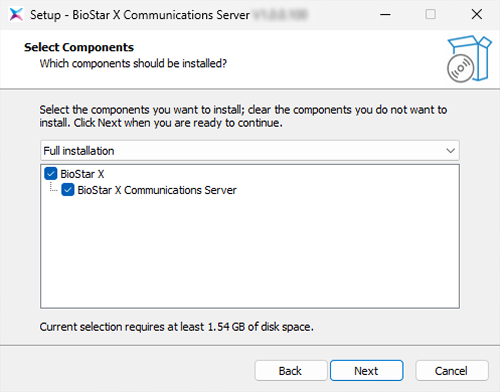 Setup - BioStar X Communications Server
Select Components
Which components should be installed?
Select the components you want to install; clear the components you do not want to
install. Click Next when you are ready to continue.
Full installation
BioStar X
BioStar X Communications Server
Current selection requires at least 1.54 GB of disk space.
Back
Next
Cancel